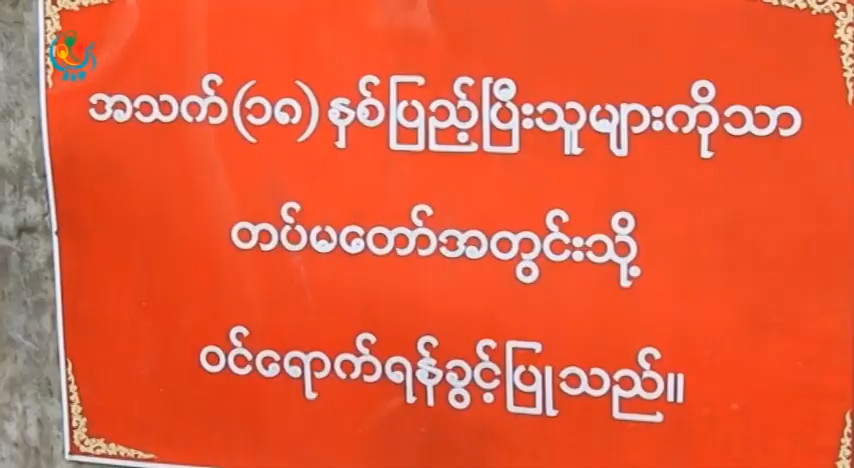 အသက်(၁၈)နှစ်ပြည့်ပြီးသူများကိုသာ
တပ်မတော်အတွင်းသို့
ဝင်ရောက်ရန်ခွင့်ပြုသည်။